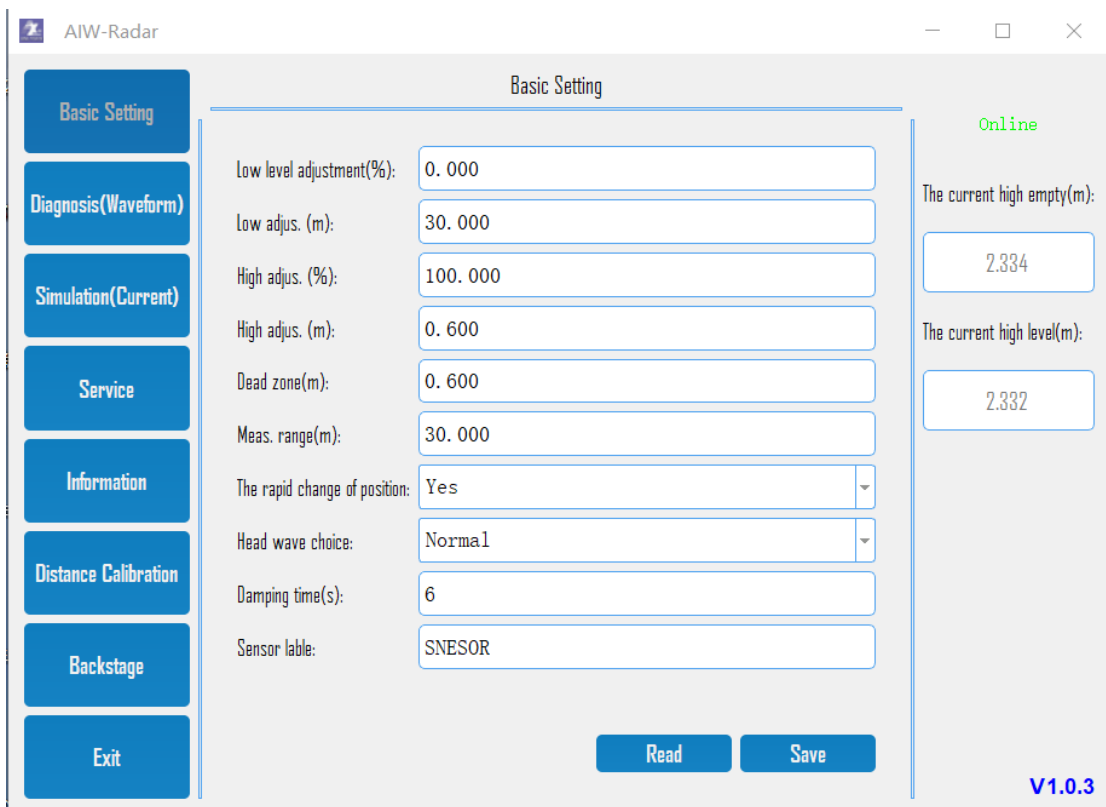 AIW-Radar
Basic Setting
Diagnosis(Waveform)
Simulation(Current)
Service
Information
Distance Calibration
Backstage
Exit
Basic Setting
Low level adjustment(%): 0.000
Low adjus. (m): 30.000
High adjus. (%): 100.000
High adjus. (m): 0.600
Dead zone(m): 0.600
Meas. range(m): 30.000
The rapid change of position: Yes
Head wave choice: Normal
Damping time(s): 6
Sensor lable: SNESOR
Read Save
Online
The current high empty(m):
2.334
The current high level(m):
2.332
V1.0.3